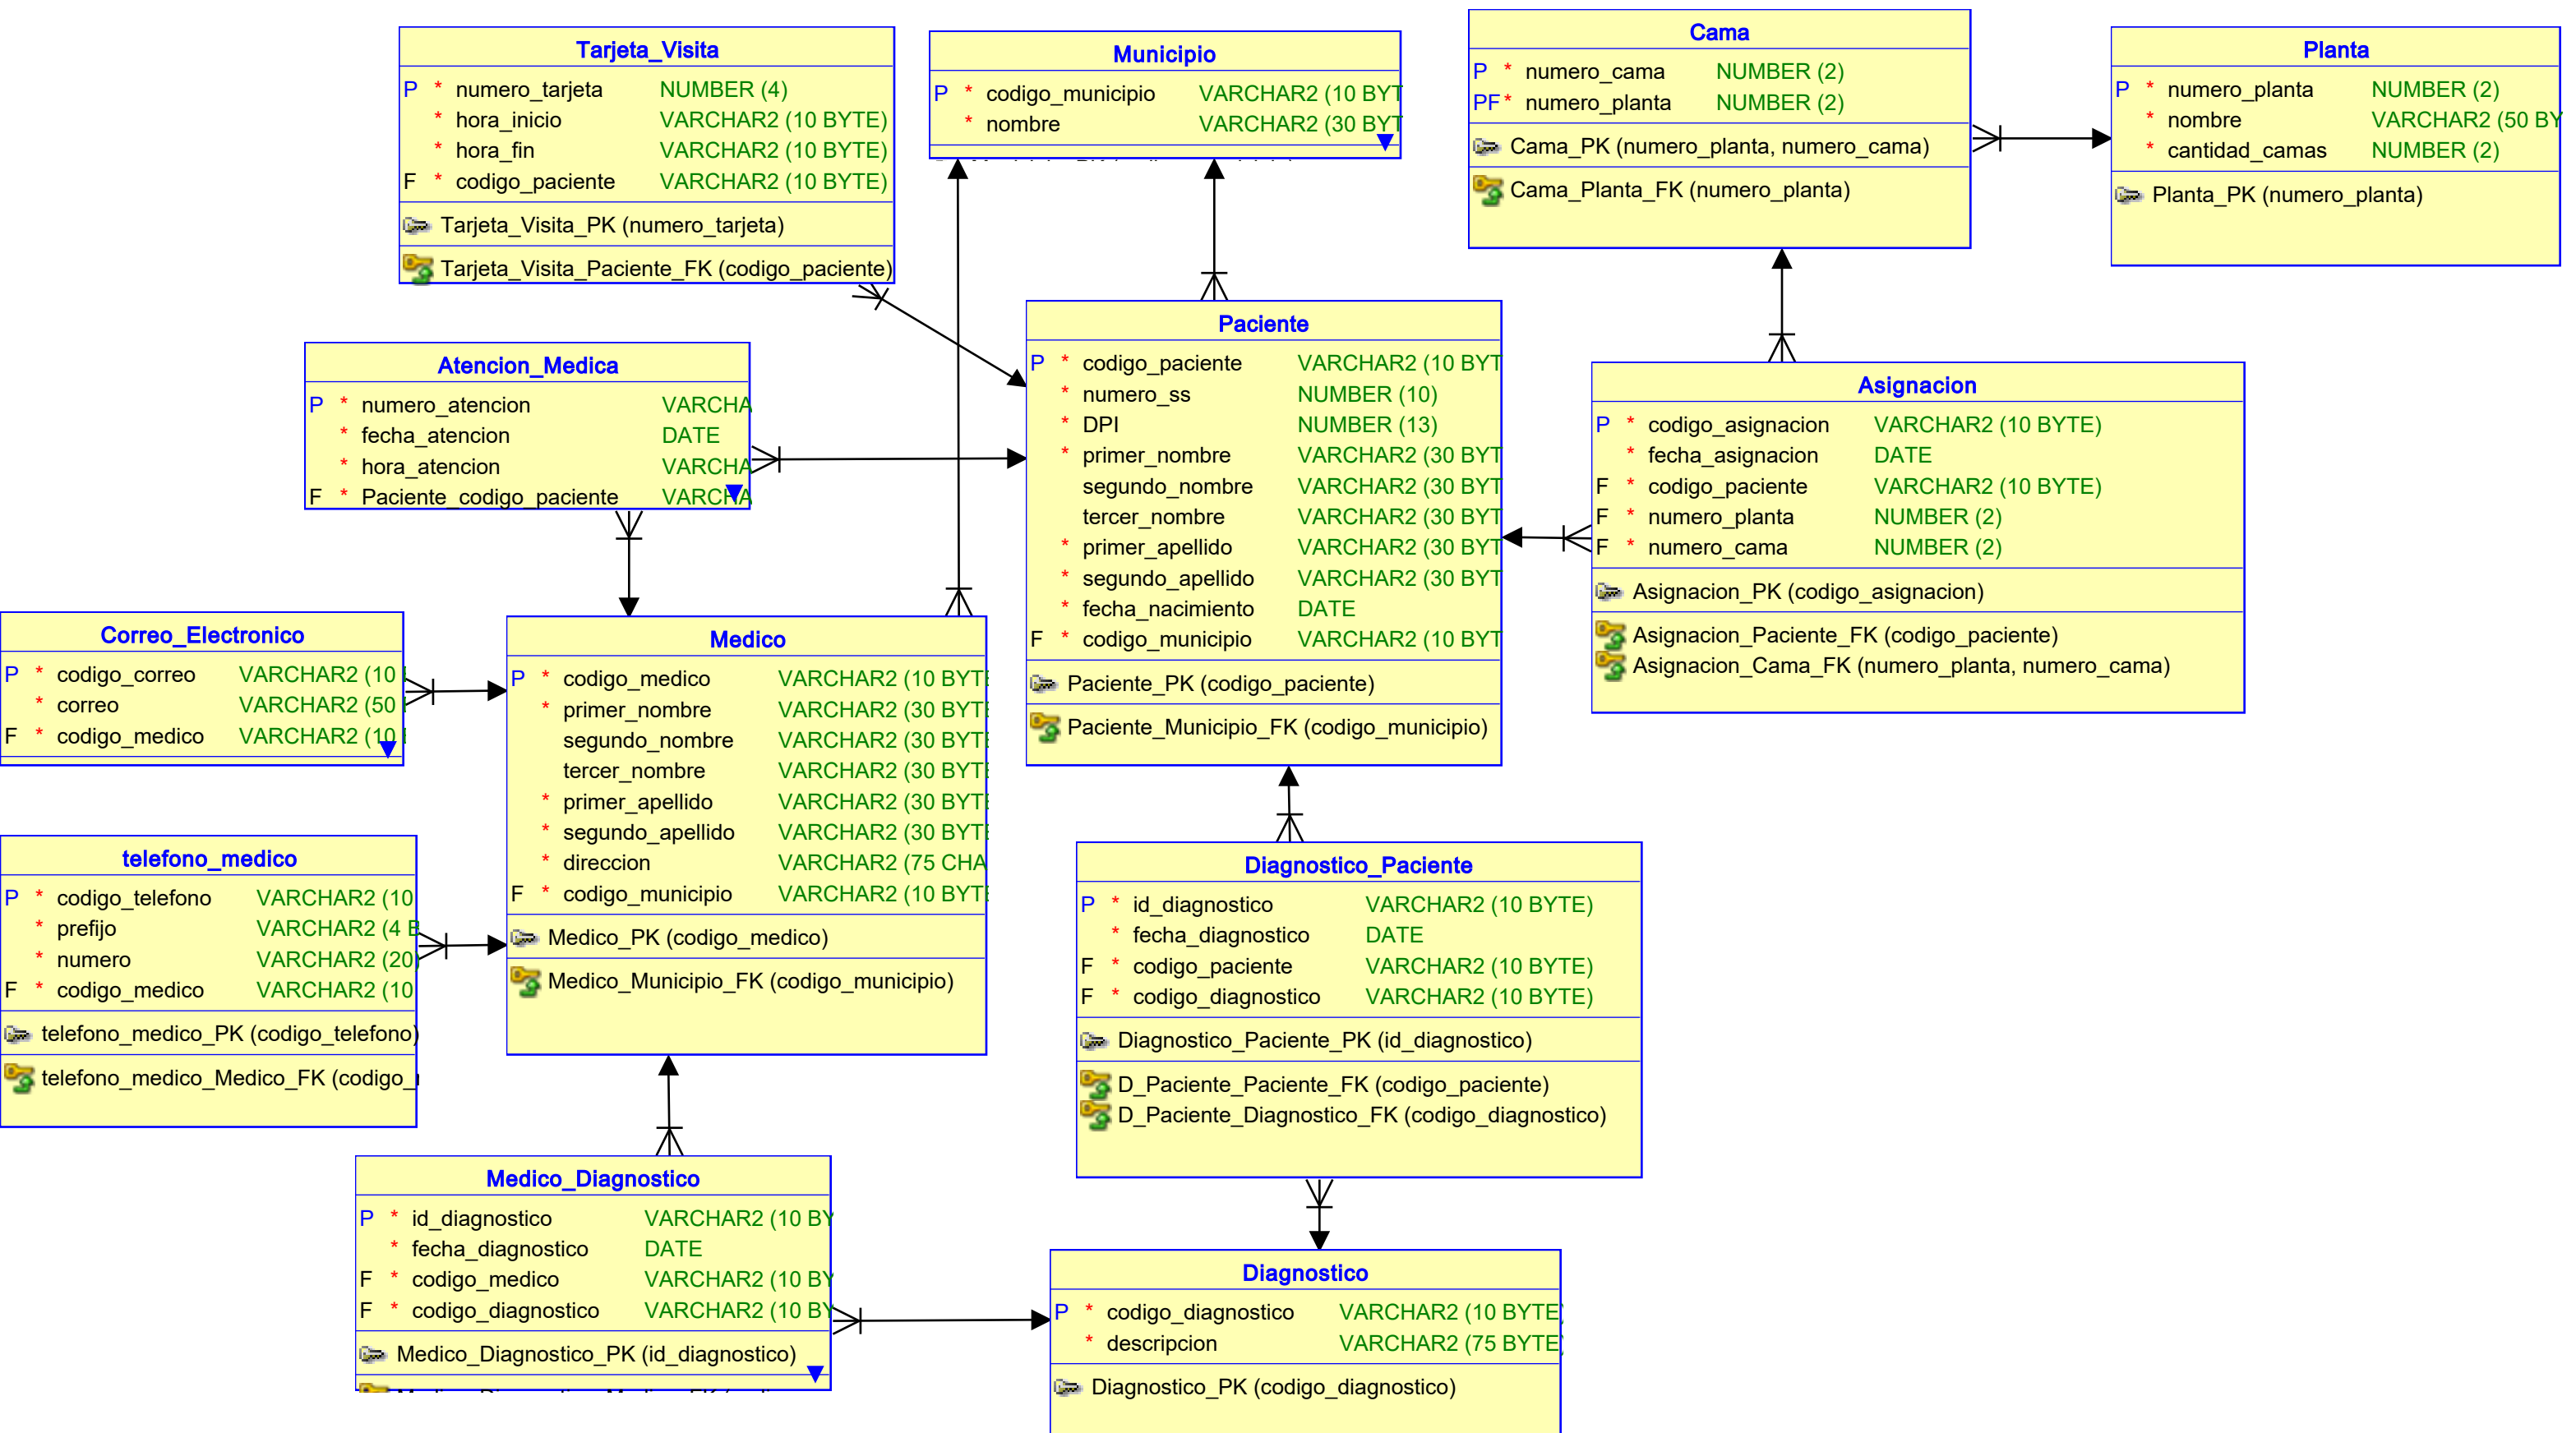 Tarjeta_Visita
P * numero_tarjeta NUMBER (4)
* hora_inicio VARCHAR2 (10 BYTE)
* hora_fin VARCHAR2 (10 BYTE)
F * codigo_paciente VARCHAR2 (10 BYTE)
Tarjeta_Visita_PK (numero_tarjeta)
Tarjeta_Visita_Paciente_FK (codigo_paciente)
Municipio
P * codigo_municipio VARCHAR2 (10 BYT
* nombre VARCHAR2 (30 BYT
Cama
P * numero_cama NUMBER (2)
PF * numero_planta NUMBER (2)
Cama_PK (numero_planta, numero_cama)
Cama_Planta_FK (numero_planta)
Planta
P * numero_planta NUMBER (2)
* nombre VARCHAR2 (50 BY
* cantidad_camas NUMBER (2)
Planta_PK (numero_planta)
Atencion_Medica
P * numero_atencion VARCHA
* fecha_atencion DATE
* hora_atencion VARCHA
F * Paciente_codigo_paciente VARCHA
Paciente
P * codigo_paciente VARCHAR2 (10 BYT
* numero_ss NUMBER (10)
* DPI NUMBER (13)
* primer_nombre VARCHAR2 (30 BYT
segundo_nombre VARCHAR2 (30 BYT
tercer_nombre VARCHAR2 (30 BYT
* primer_apellido VARCHAR2 (30 BYT
* segundo_apellido VARCHAR2 (30 BYT
* fecha_nacimiento DATE
F * codigo_municipio VARCHAR2 (10 BYT
Paciente_PK (codigo_paciente)
Paciente_Municipio_FK (codigo_municipio)
Asignacion
P * codigo_asignacion VARCHAR2 (10 BYTE)
* fecha_asignacion DATE
F * codigo_paciente VARCHAR2 (10 BYTE)
F * numero_planta NUMBER (2)
F * numero_cama NUMBER (2)
Asignacion_PK (codigo_asignacion)
Asignacion_Paciente_FK (codigo_paciente)
Asignacion_Cama_FK (numero_planta, numero_cama)
Correo_Electronico
P * codigo_correo VARCHAR2 (10
* correo VARCHAR2 (50
F * codigo_medico VARCHAR2 (10
Medico
P * codigo_medico VARCHAR2 (10 BYTE
* primer_nombre VARCHAR2 (30 BYTE
segundo_nombre VARCHAR2 (30 BYTE
tercer_nombre VARCHAR2 (30 BYTE
* primer_apellido VARCHAR2 (30 BYTE
* segundo_apellido VARCHAR2 (30 BYTE
* direccion VARCHAR2 (75 CHA
F * codigo_municipio VARCHAR2 (10 BYTE
Medico_PK (codigo_medico)
Medico_Municipio_FK (codigo_municipio)
telefono_medico
P * codigo_telefono VARCHAR2 (10
* prefijo VARCHAR2 (4 B
* numero VARCHAR2 (20
F * codigo_medico VARCHAR2 (10
telefono_medico_PK (codigo_telefono)
telefono_medico_Medico_FK (codigo_
Diagnostico_Paciente
P * id_diagnostico VARCHAR2 (10 BYTE)
* fecha_diagnostico DATE
F * codigo_paciente VARCHAR2 (10 BYTE)
F * codigo_diagnostico VARCHAR2 (10 BYTE)
Diagnostico_Paciente_PK (id_diagnostico)
D_Paciente_Paciente_FK (codigo_paciente)
D_Paciente_Diagnostico_FK (codigo_diagnostico)
Medico_Diagnostico
P * id_diagnostico VARCHAR2 (10 BY
* fecha_diagnostico DATE
F * codigo_medico VARCHAR2 (10 BY
F * codigo_diagnostico VARCHAR2 (10 BY
Medico_Diagnostico_PK (id_diagnostico)
Diagnostico
P * codigo_diagnostico VARCHAR2 (10 BYTE
* descripcion VARCHAR2 (75 BYTE
Diagnostico_PK (codigo_diagnostico)